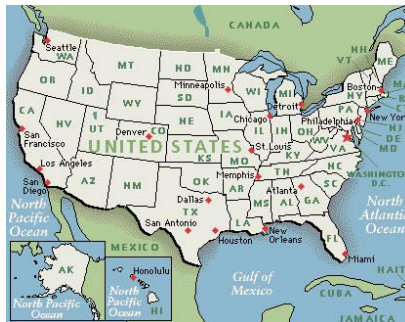 CANADA
Seattle
WA
MT
ND
MN
Minneapolis
OR
ID
WY
SD
WI
MI
Detroit
NH
VT
ME
NY
Boston
MA
CA
NV
UT
Denver
CO
NE
IA
Chicago
IL
IN
OH
PA
Philadelphia
New York
NJ
DE
MD
WV
VA
UNITED STATES
San
Francisco
KS
MO
St.Louis
KY
WASHINGTON
D.C.
Los Angeles
San
Diego
AZ
NM
OK
AR
Memphis
TN
NC
SC
Atlanta
MS
AL
GA
Dallas
TX
LA
San Antonio
Houston
New
Orleans
FL
Miami
North
Pacific
Ocean
North
Atlantic
Ocean
MEXICO
Gulf of
Mexico
CUBA
HAIT
JAMAICA
AK
North Pacific
Ocean
Honolulu
North
Pacific
Ocean
HI